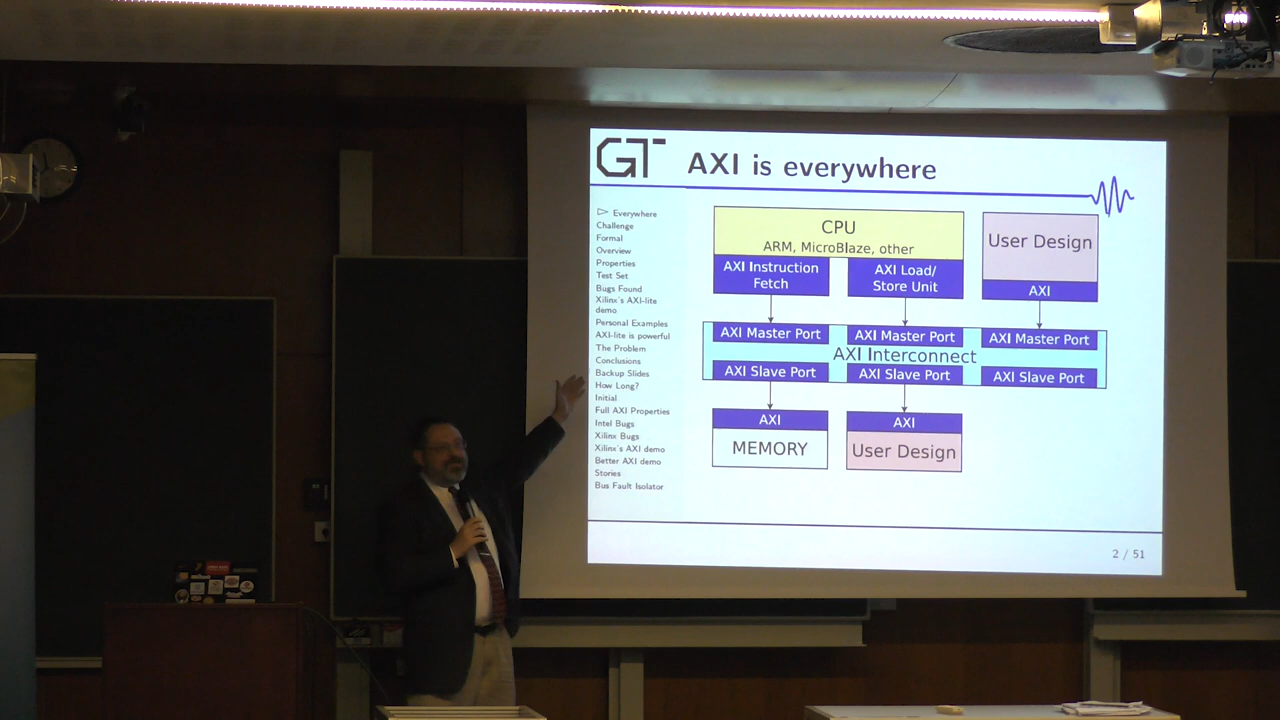 GT
AXI is everywhere
Everywhere
Challenge
Formal
Overview
Properties
Test Set
Bugs Found
Xilinx's AXI-lite
demo
Personal Examples
AXI-lite is powerful
The Problem
Conclusions
Backup Slides
How Long?
Initial
Full AXI Properties
Intel Bugs
Xilinx Bugs
Xilinx's AXI demo
Better AXI demo
Stories
Bus Fault Isolator
CPU
ARM, MicroBlaze, other
AXI Instruction
Fetch
AXI Load/
Store Unit
User Design
AXI
AXI Master Port
AXI Master Port
AXI Master Port
AXI Interconnect
AXI Slave Port
AXI Slave Port
AXI Slave Port
AXI
MEMORY
AXI
User Design
2 / 51